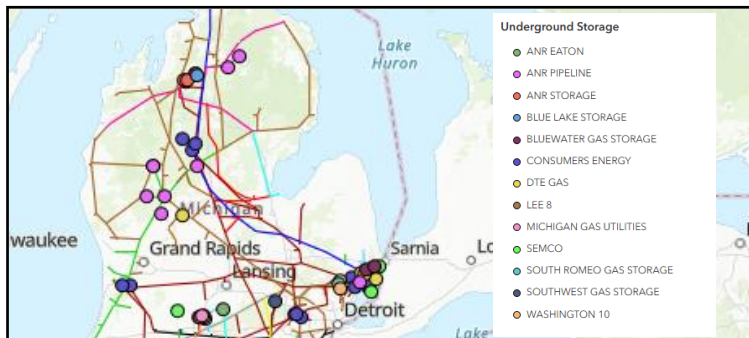 Lake
Huron
Michigan
waukee
Grand Rapids
Lansing
Sarnia
Lo
Detroit
Lake
Underground Storage
ANR EATON
ANR PIPELINE
ANR STORAGE
BLUE LAKE STORAGE
BLUEWATER GAS STORAGE
CONSUMERS ENERGY
DTE GAS
LEE 8
MICHIGAN GAS UTILITIES
SEMCO
SOUTH ROMEO GAS STORAGE
SOUTHWEST GAS STORAGE
WASHINGTON 10